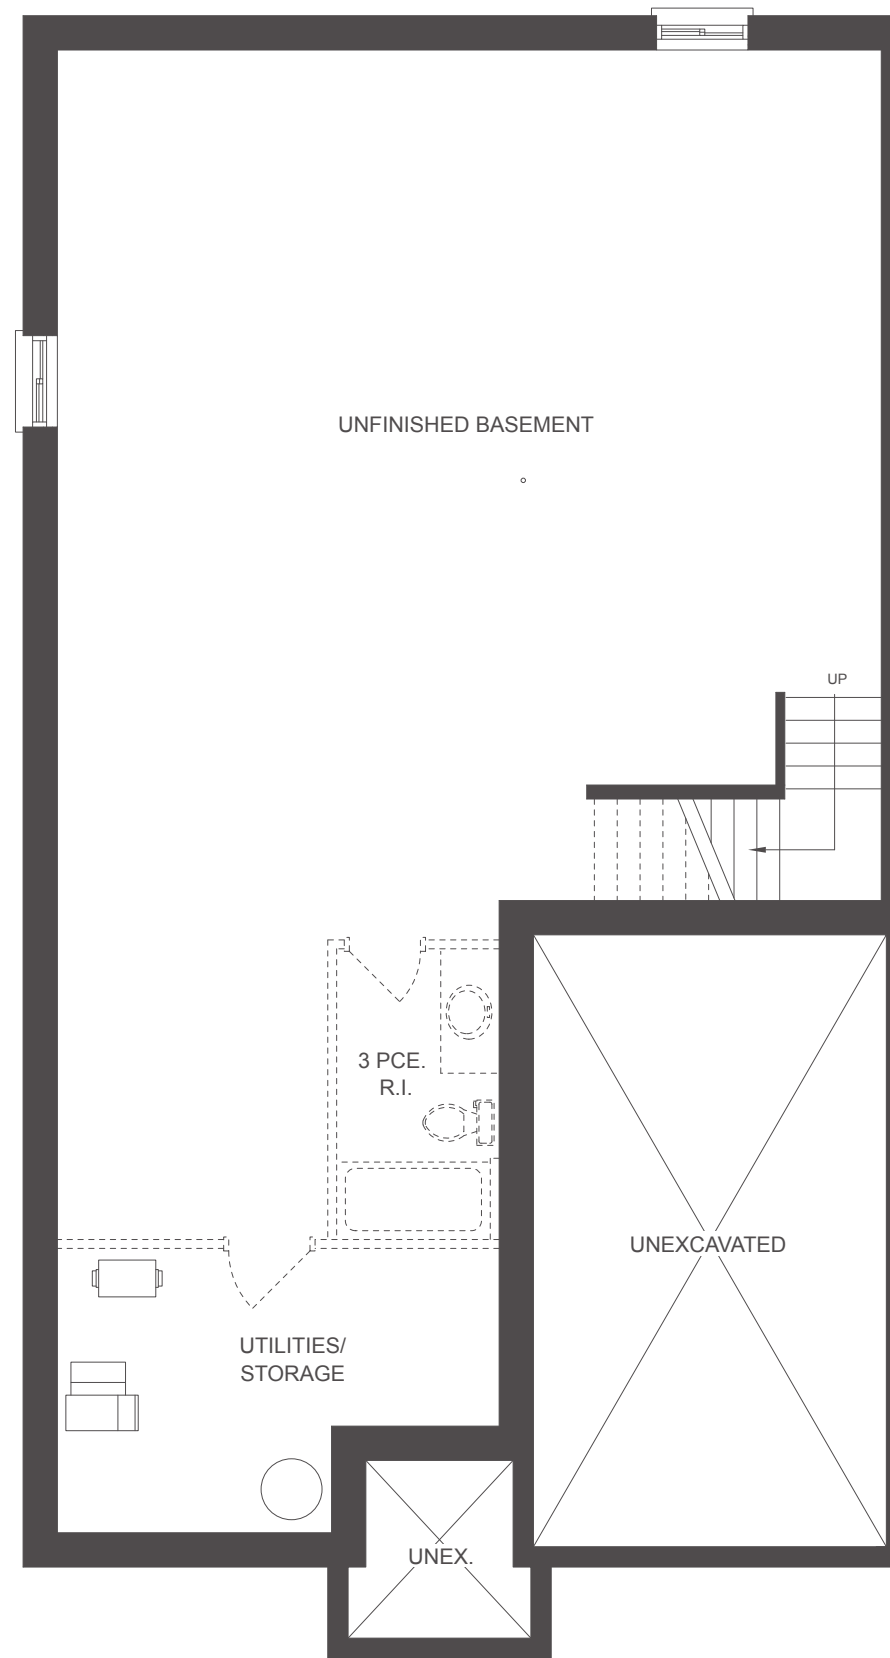 UNFINISHED BASEMENT
UP
3 PCE.
R.I.
UNEXCAVATED
UTILITIES/
STORAGE
UNEX.